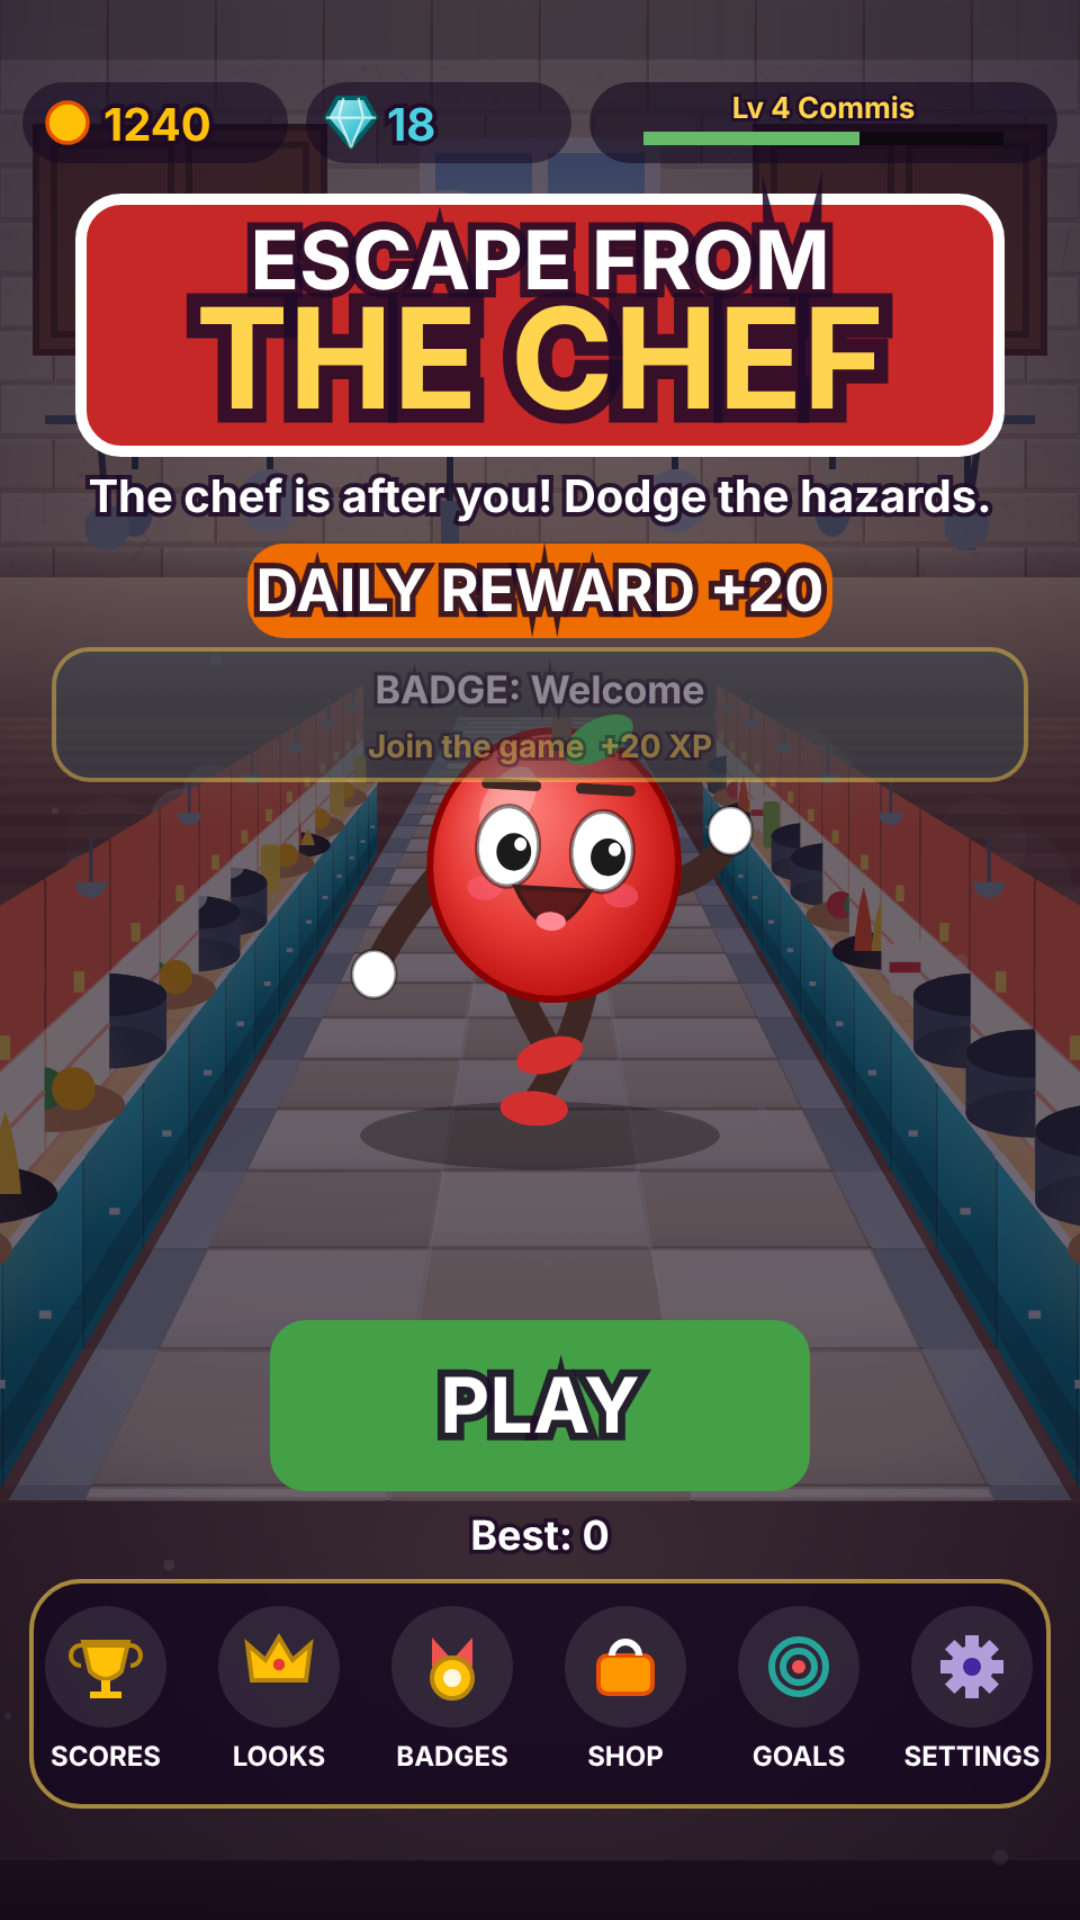 1240
18
Lv 4 Commis
ESCAPE FROM
THE CHEF
The chef is after you! Dodge the hazards.
DAILY REWARD +20
BADGE: Welcome
Join the game +20 XP
PLAY
Best: 0
SCORES
LOOKS
BADGES
SHOP
GOALS
SETTINGS